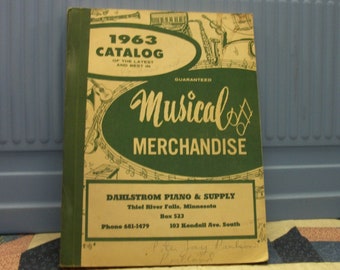 1963
CATALOG
OF THE LATEST
AND BEST IN
GUARANTEED
Musical
MERCHANDISE
DAHLSTROM PIANO & SUPPLY
Thief River Falls, Minnesota
Box 523
Phone 681-1479 103 Kendall Ave. South